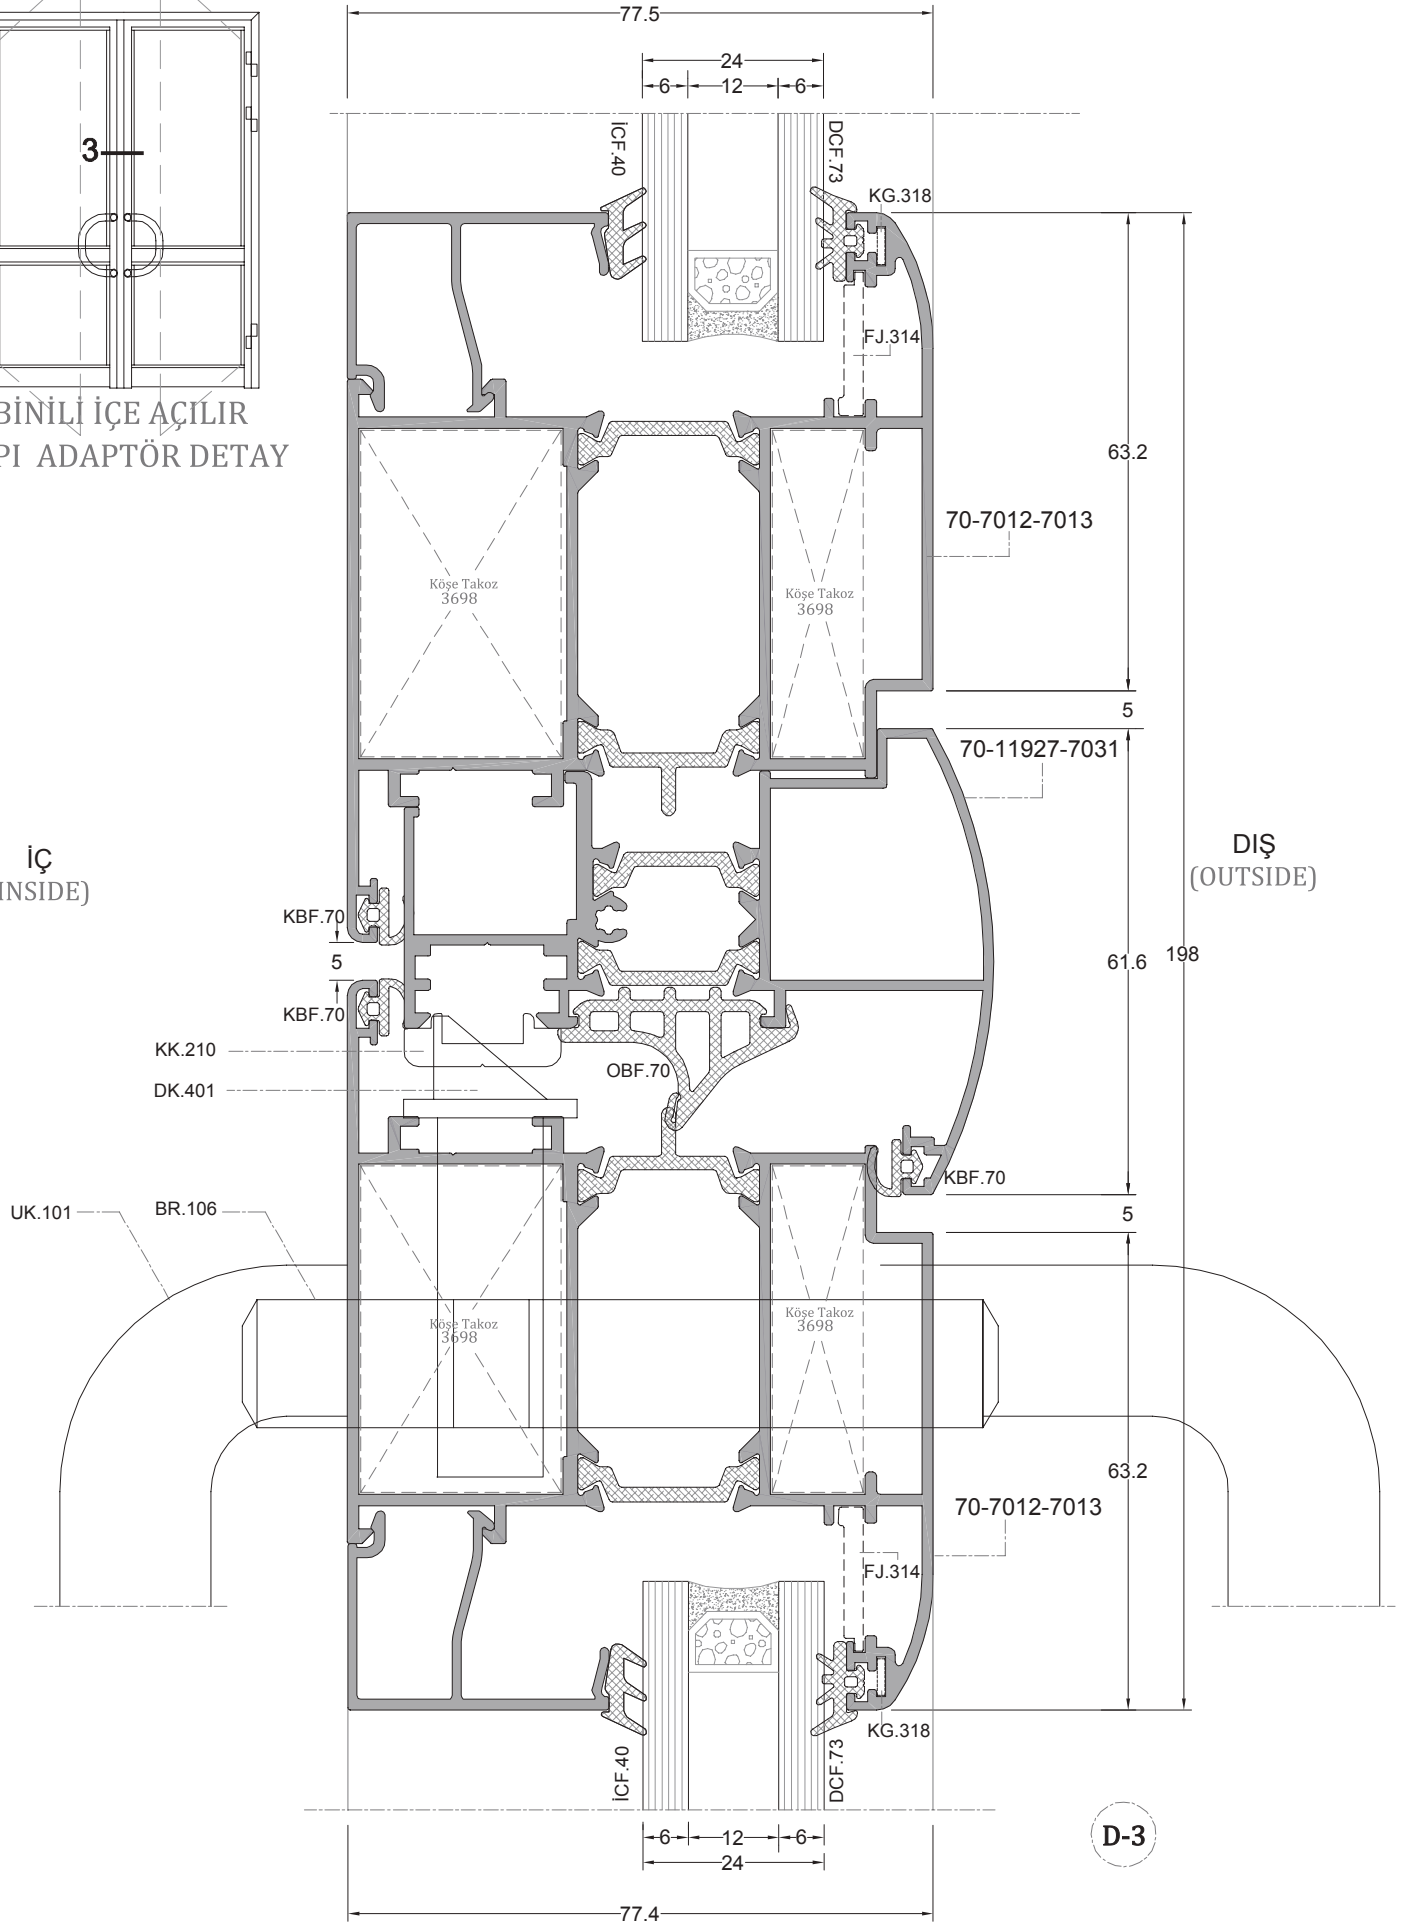 77.5
24
6 12 6
İCF.40
DCF.73
KG.318
3
FJ.314
BİNİLİ İÇE AÇILIR
PI ADAPTÖR DETAY
63.2
70-7012-7013
Köşe Takoz
3698
Köşe Takoz
3698
5
70-11927-7031
İÇ
INSIDE)
DIŞ
(OUTSIDE)
KBF.70
5
61.6
198
KBF.70
KK.210
DK.401
OBF.70
KBF.70
UK.101
BR.106
5
Köşe Takoz
3698
Köşe Takoz
3698
63.2
70-7012-7013
FJ.314
KG.318
İCF.40
DCF.73
6 12 6
24
D-3
77.4